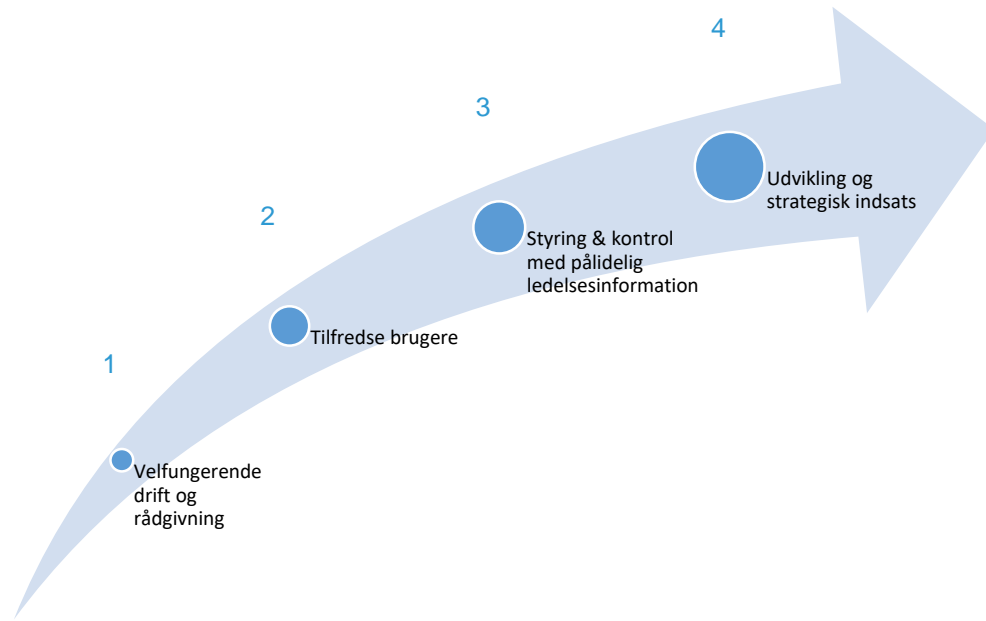 1
Velfungerende
drift og
rådgivning
2
Tilfredse brugere
3
Styring & kontrol
med pålidelig
ledelsesinformation
4
Udvikling og
strategisk indsats